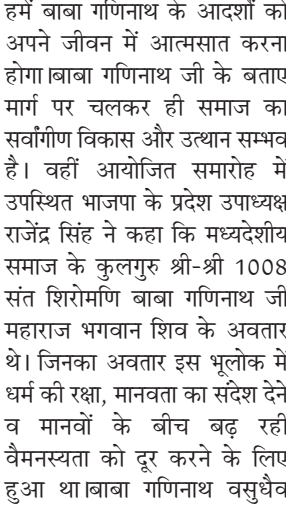 हमें बाबा गणिनाथ के आदर्शों को
अपने जीवन में आत्मसात करना
होगा।बाबा गणिनाथ जी के बताए
मार्ग पर चलकर ही समाज का
सर्वांगीण विकास और उत्थान सम्भव
है। वहीं आयोजित समारोह में
उपस्थित भाजपा के प्रदेश उपाध्यक्ष
राजेंद्र सिंह ने कहा कि मध्यदेशीय
समाज के कुलगुरु श्री-श्री 1008
संत शिरोमणि बाबा गणिनाथ जी
महाराज भगवान शिव के अवतार
थे। जिनका अवतार इस भूलोक में
धर्म की रक्षा, मानवता का संदेश देने
व मानवों के बीच बढ़ रही
वैमनस्यता को दूर करने के लिए
हुआ था।बाबा गणिनाथ वसुधैव